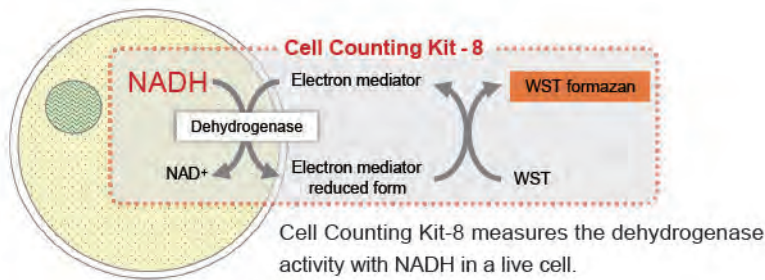 Cell Counting Kit - 8
NADH
Electron mediator
WST formazan
Dehydrogenase
NAD+
Electron mediator
reduced form
WST
Cell Counting Kit-8 measures the dehydrogenase
activity with NADH in a live cell.